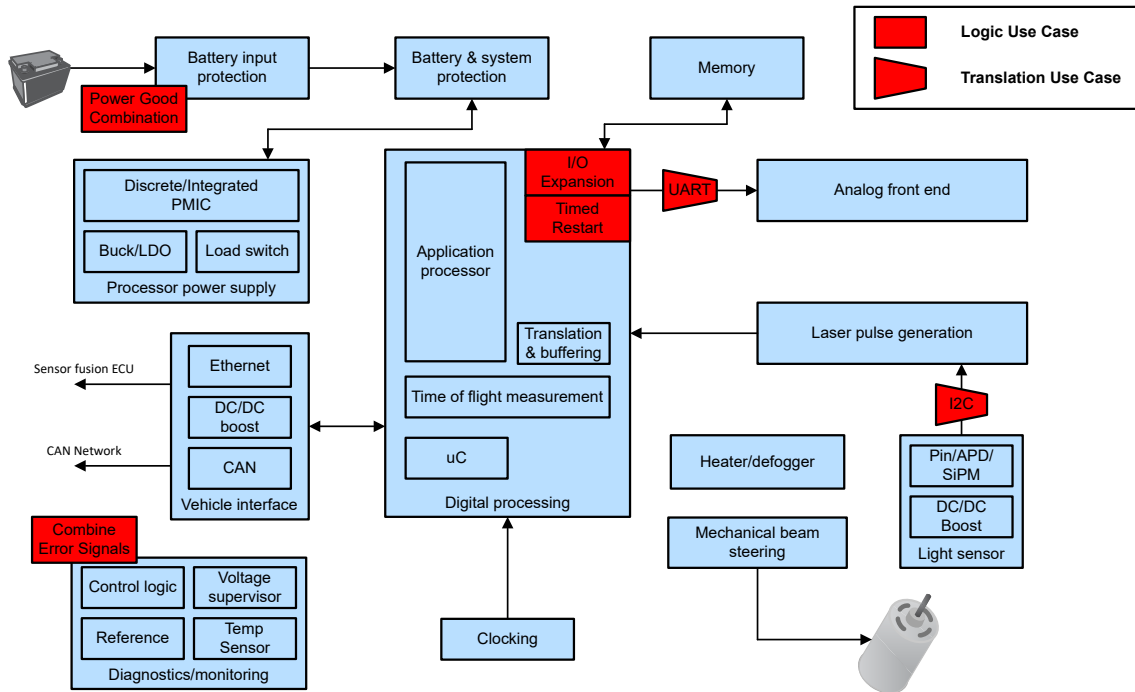 Logic Use Case
Translation Use Case
Battery input
protection
Power Good
Combination
Battery & system
protection
Memory
Discrete/Integrated
PMIC
Buck/LDO
Load switch
Processor power supply
I/O
Expansion
Timed
Restart
UART
Analog front end
Application
processor
Translation
& buffering
Time of flight measurement
uC
Digital processing
Laser pulse generation
I2C
Sensor fusion ECU
CAN Network
Ethernet
DC/DC
boost
CAN
Vehicle interface
Heater/defogger
Pin/APD/
SiPM
DC/DC
Boost
Light sensor
Mechanical beam
steering
Combine
Error Signals
Control logic
Voltage
supervisor
Reference
Temp
Sensor
Diagnostics/monitoring
Clocking